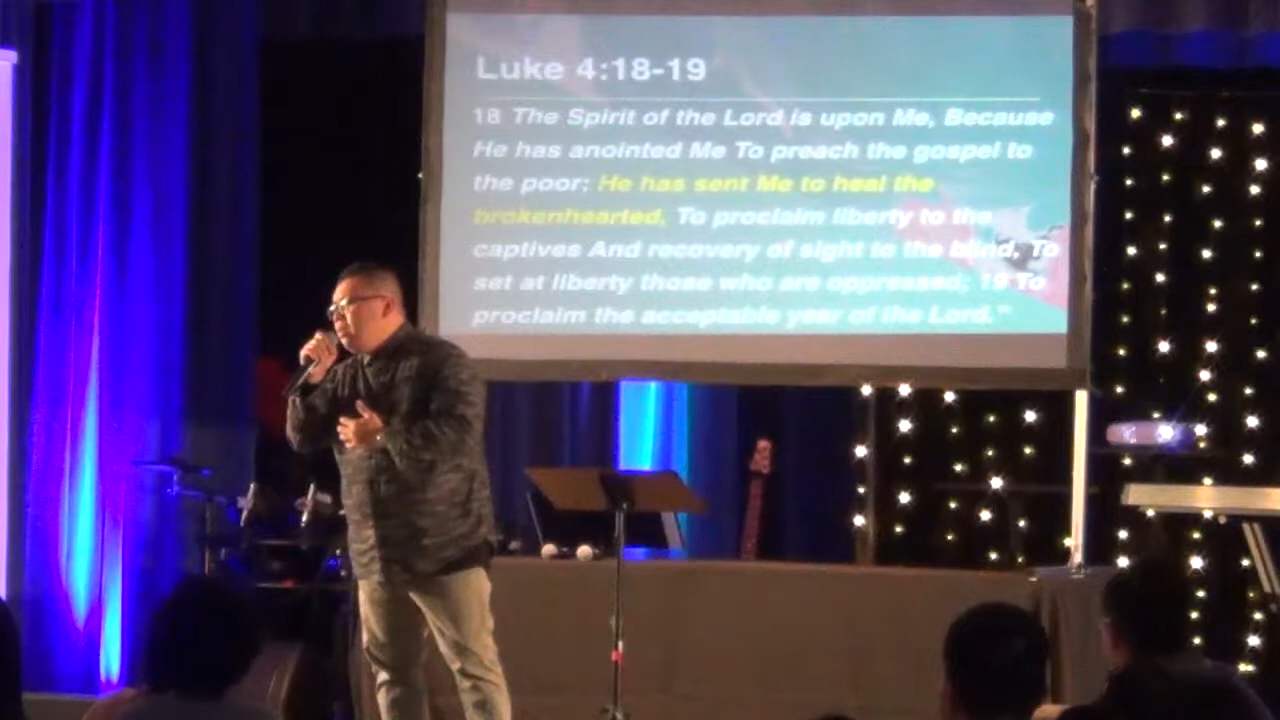 Luke 4:18-19
18 The Spirit of the Lord is upon Me, Because
He has anointed Me To preach the gospel to
the poor; He has sent Me to heal the
brokenhearted, To proclaim liberty to the
captives And recovery of sight to the blind, To
set at liberty those who are oppressed; 19 To
proclaim the acceptable year of the Lord."